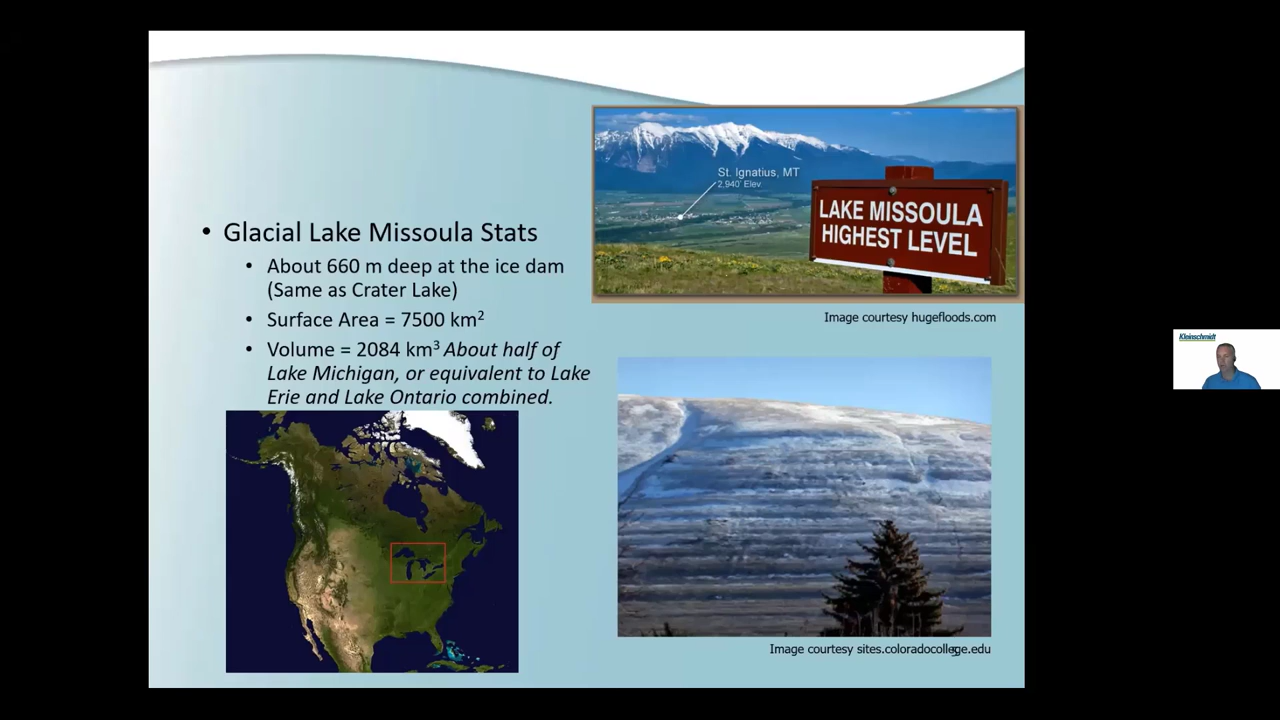 • Glacial Lake Missoula Stats
• About 660 m deep at the ice dam
(Same as Crater Lake)
• Surface Area = 7500 km²
• Volume = 2084 km³ About half of
Lake Michigan, or equivalent to Lake
Erie and Lake Ontario combined.
St. Ignatius, MT
2,940' Elev
LAKE MISSOULA
HIGHEST LEVEL
Image courtesy hugefloods.com
Image courtesy sites.coloradocollege.edu
Kleinschmidt